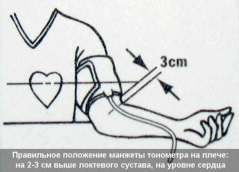 3cm
Правильное положение манжеты тонометра на плече:
на 2-3 см выше локтевого сустава, на уровне сердца